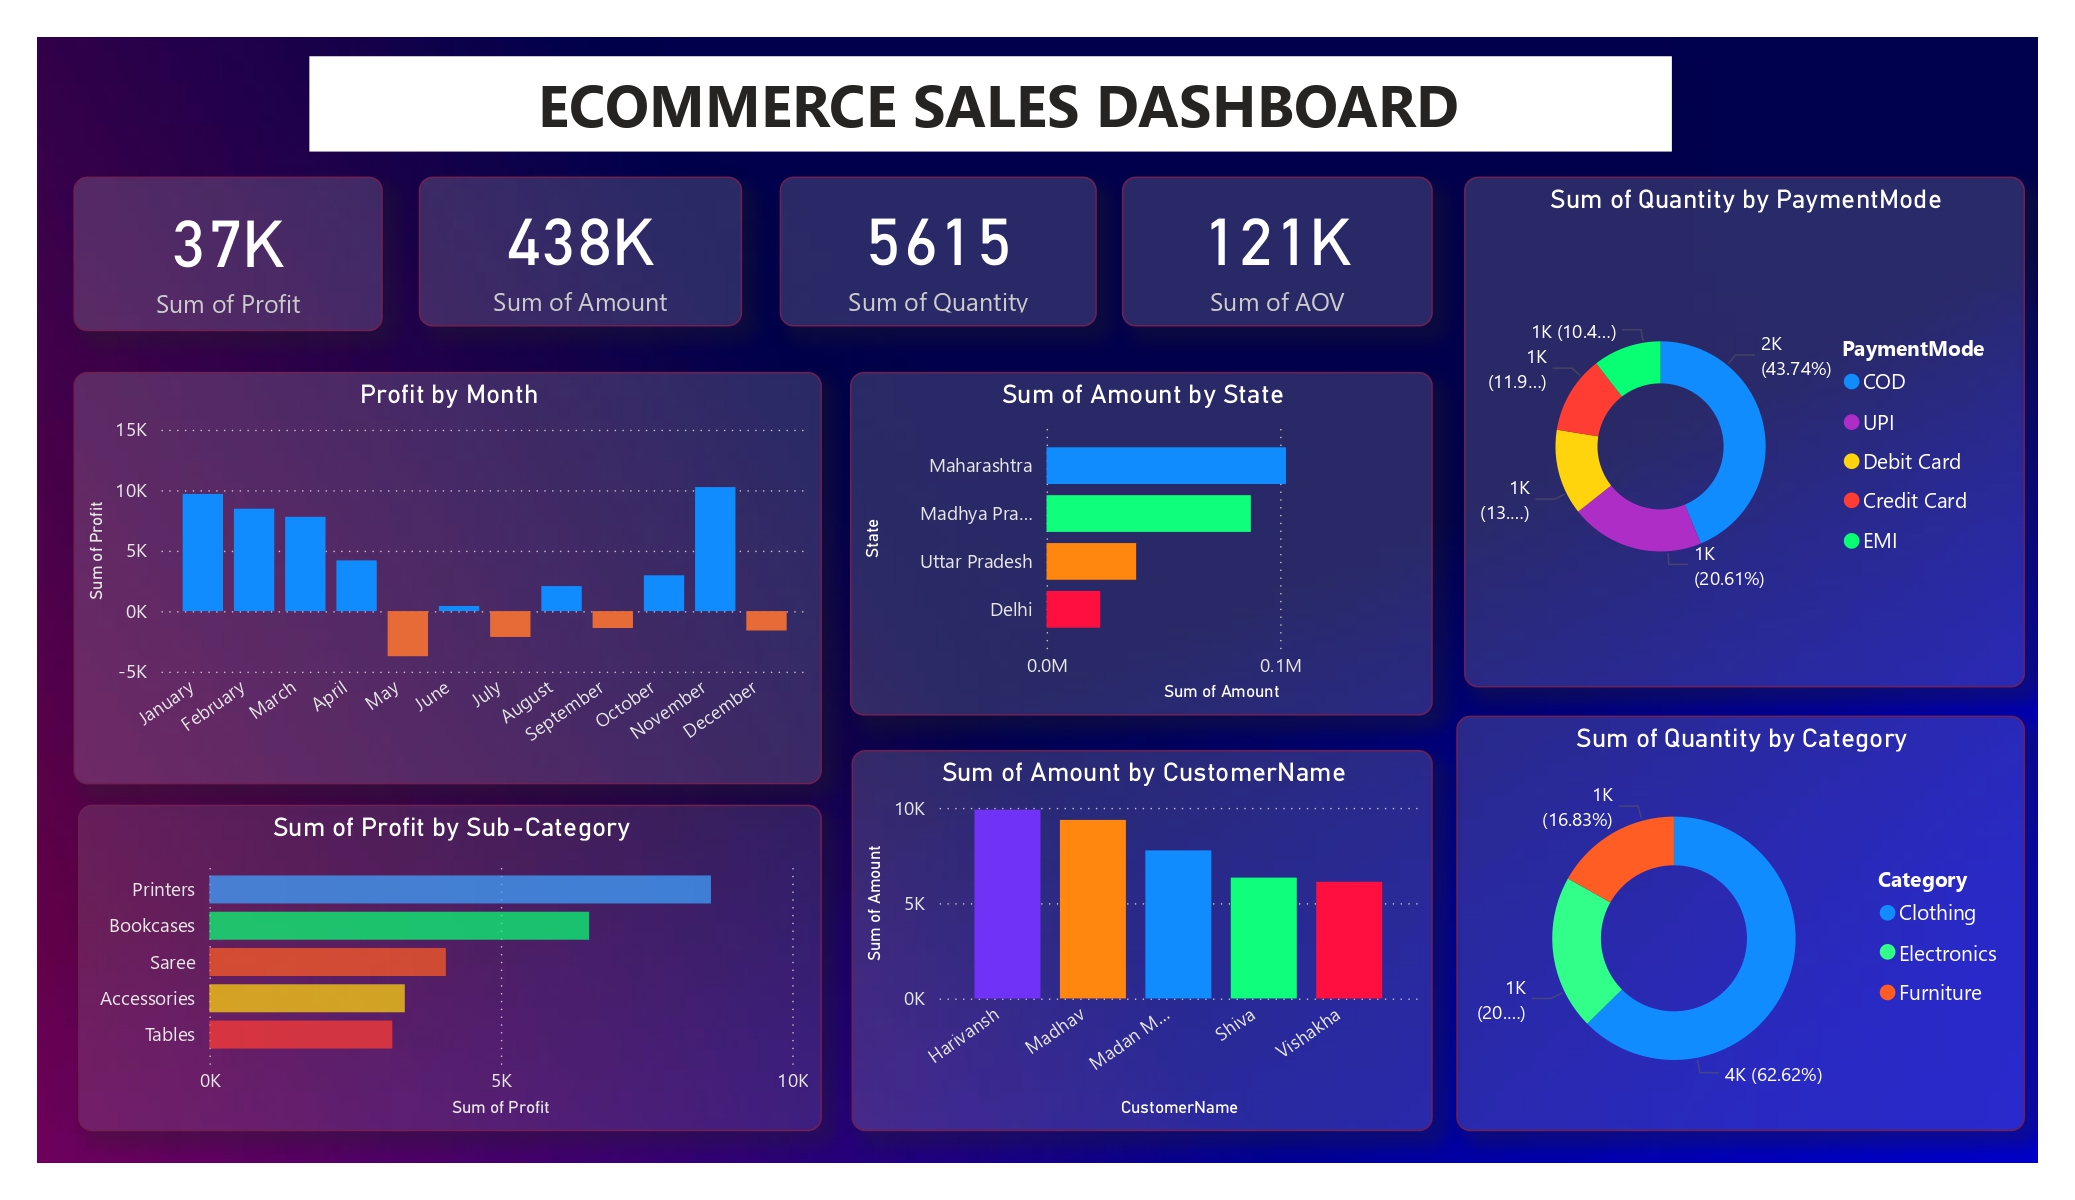 ECOMMERCE SALES DASHBOARD
37K
Sum of Profit
438K
Sum of Amount
5615
Sum of Quantity
121K
Sum of AOV
Profit by Month
Sum of Profit
15K
10K
5K
0K
-5K
January
February
March
April
May
June
July
August
September
October
November
December
Sum of Amount by State
State
Maharashtra
Madhya Pra...
Uttar Pradesh
Delhi
0.0M
0.1M
Sum of Amount
Sum of Quantity by PaymentMode
1K (10.4...)
1K
(11.9...)
1K
(13....)
2K
(43.74%)
1K
(20.61%)
PaymentMode
COD
UPI
Debit Card
Credit Card
EMI
Sum of Profit by Sub-Category
Printers
Bookcases
Saree
Accessories
Tables
0K
5K
10K
Sum of Profit
Sum of Amount by CustomerName
Sum of Amount
10K
5K
0K
Harivansh
Madhav
Madan M...
Shiva
Vishakha
CustomerName
Sum of Quantity by Category
1K
(16.83%)
1K
(20....)
4K (62.62%)
Category
Clothing
Electronics
Furniture